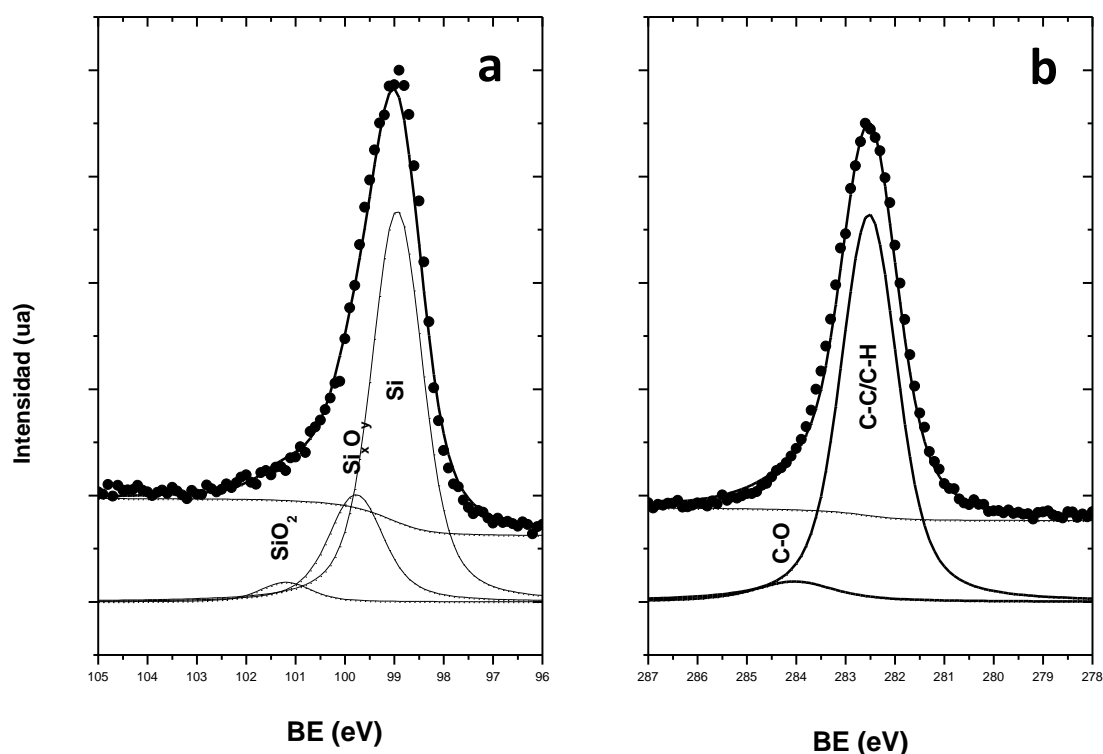 a
Intensidad (ua)
SiO2
SixOy
Si
105 104 103 102 101 100 99 98 97 96
BE (eV)
b
C-O
C-C/C-H
287 286 285 284 283 282 281 280 279 278
BE (eV)